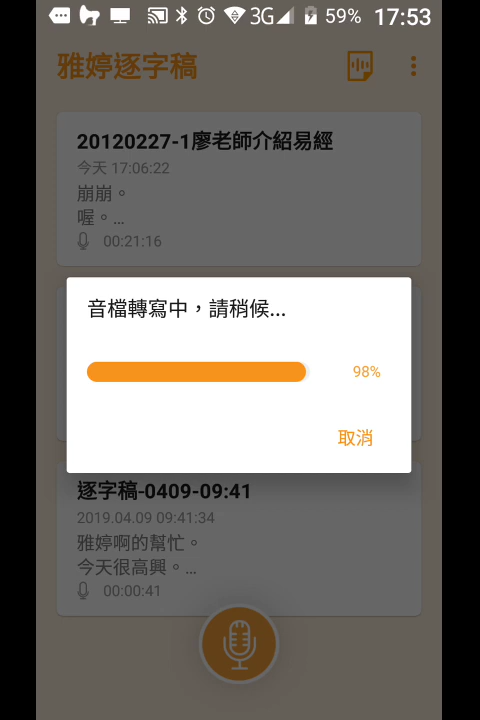 3G 59% 17:53
雅婷逐字稿
20120227-1廖老師介紹易經
今天 17:06:22
崩崩。
喔。...
00:21:16
音檔轉寫中，請稍候...
98%
取消
逐字稿-0409-09:41
2019.04.09 09:41:34
雅婷啊的幫忙。
今天很高興。...
00:00:41